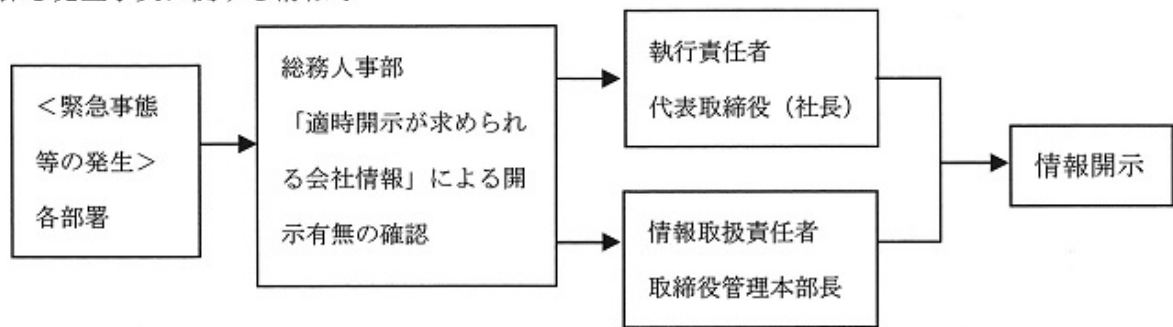 ＜緊急事態
等の発生＞
各部署
総務人事部
「適時開示が求められ
る会社情報」による開
示有無の確認
執行責任者
代表取締役（社長）
情報取扱責任者
取締役管理本部長
情報開示